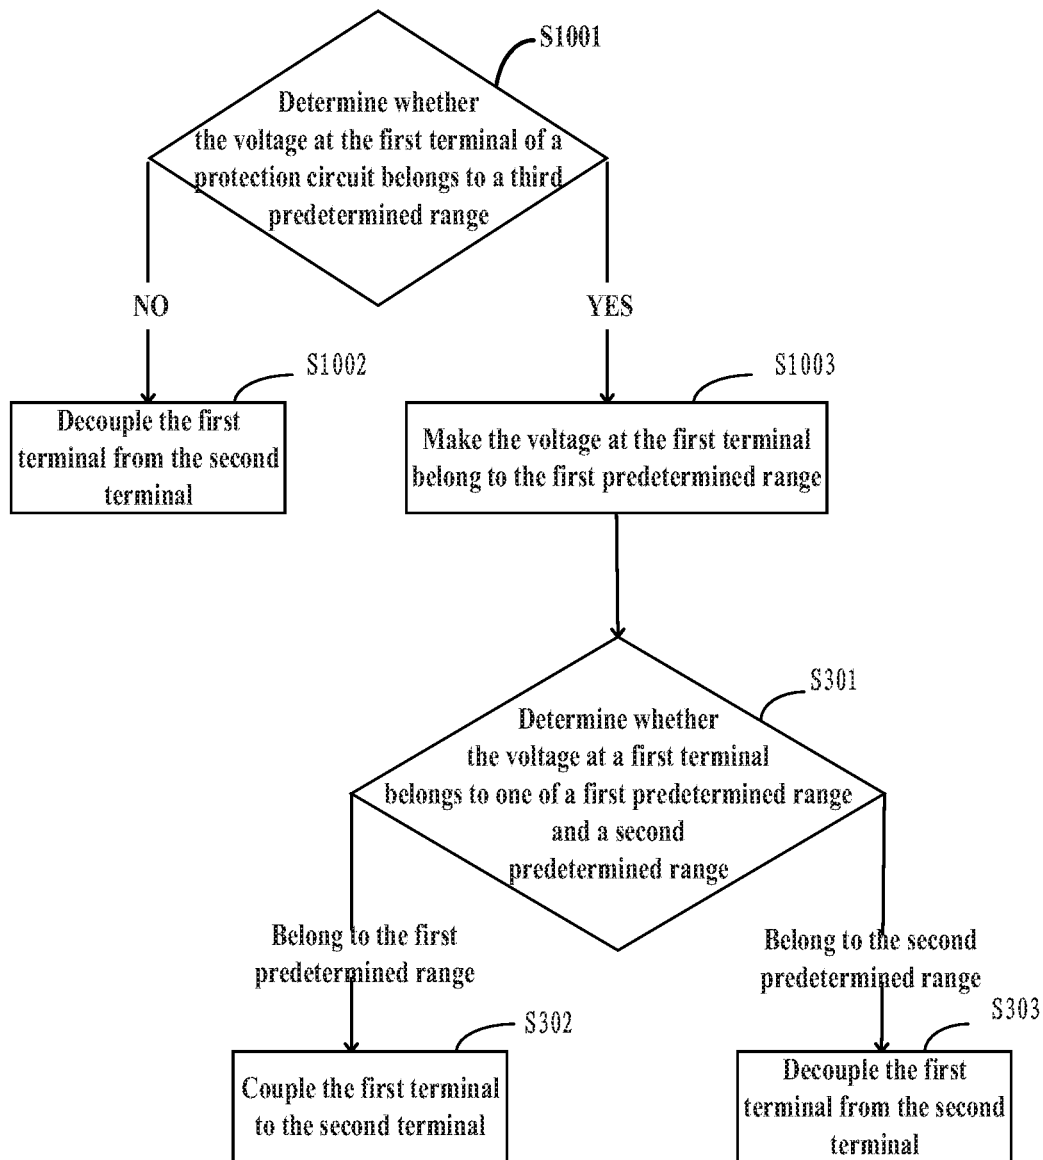 S1001
Determine whether
the voltage at the first terminal of a
protection circuit belongs to a third
predetermined range
NO
YES
S1002
S1003
Decouple the first
terminal from the second
terminal
Make the voltage at the first terminal
belong to the first predetermined range
S301
Determine whether
the voltage at a first terminal
belongs to one of a first predetermined range
and a second
predetermined range
Belong to the first
predetermined range
Belong to the second
predetermined range
S302
S303
Couple the first terminal
to the second terminal
Decouple the first
terminal from the second
terminal